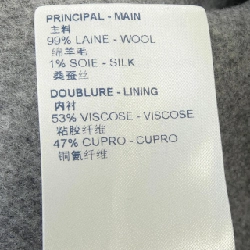 PRINCIPAL - MAIN
主料
99% LAINE - WOOL
绵羊毛
1% SOIE - SILK
桑蚕丝
DOUBLURE - LINING
内衬
53% VISCOSE - VISCOSE
粘胶纤维
47% CUPRO - CUPRO
铜氨纤维